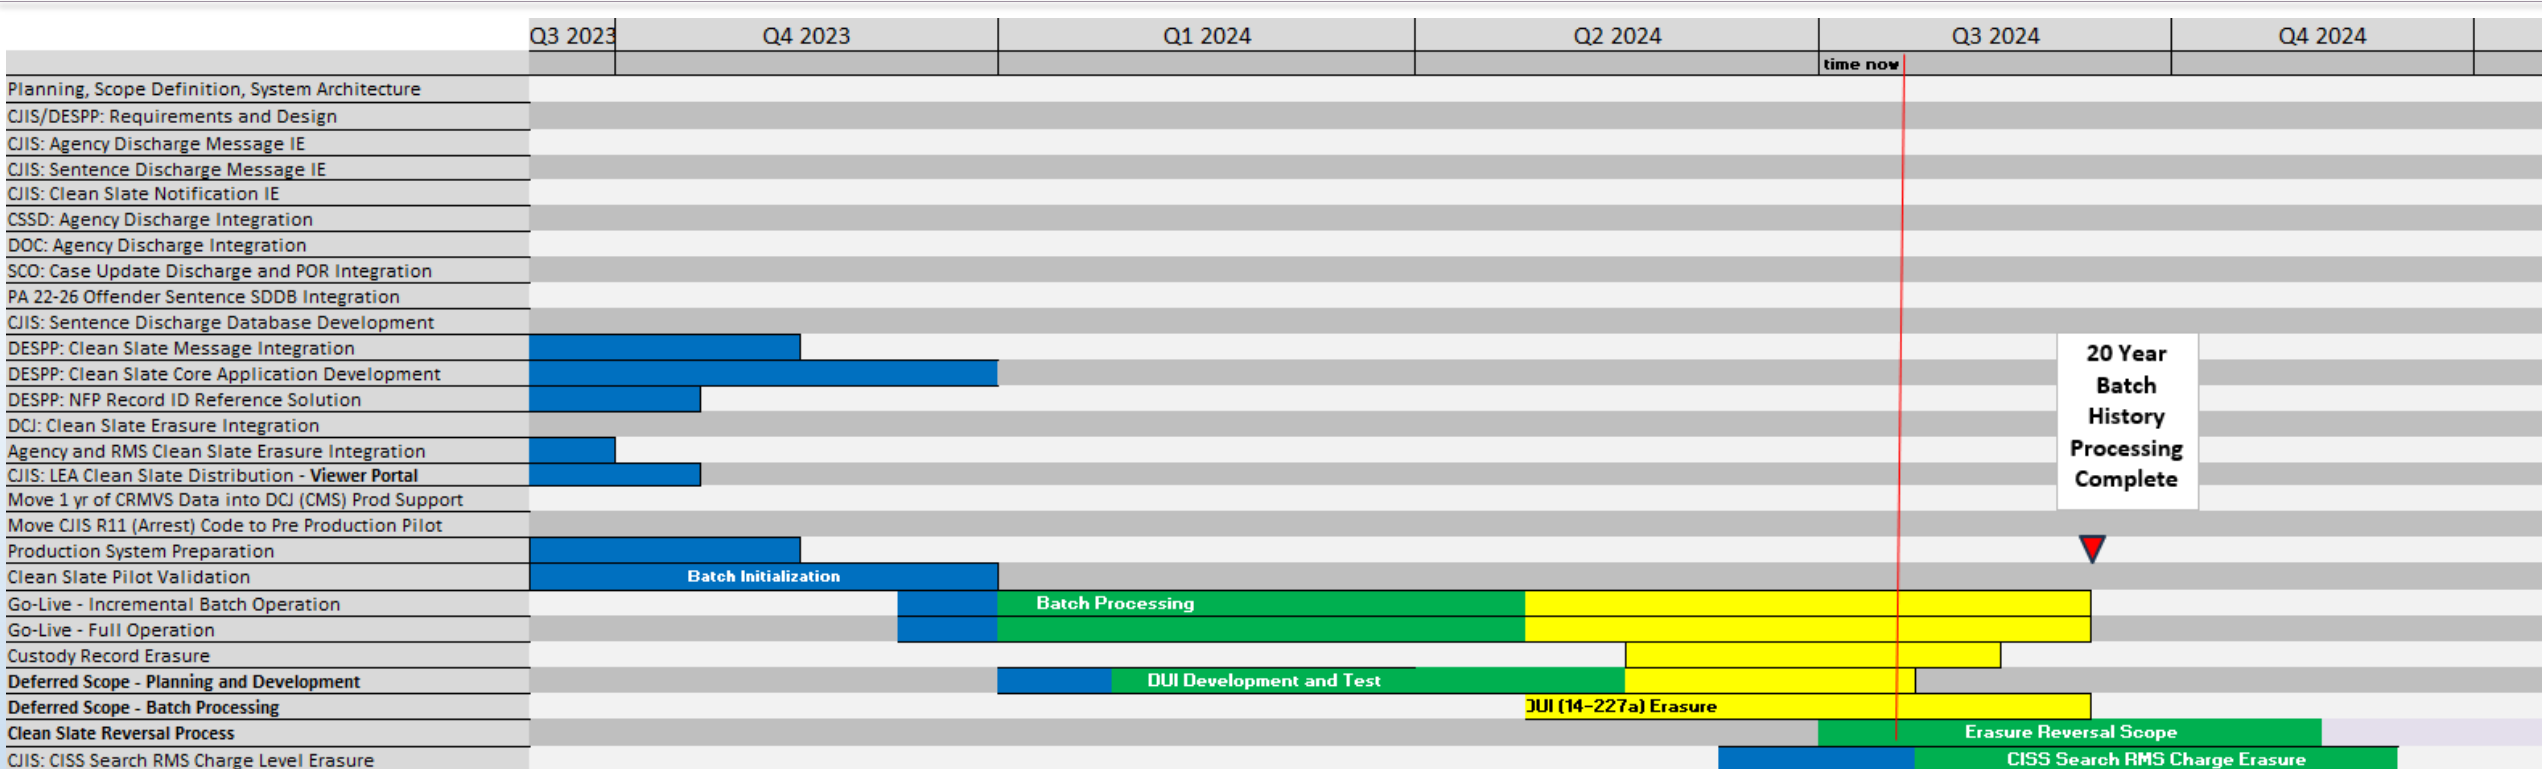 Q3 2023 Q4 2023 Q1 2024 Q2 2024 Q3 2024 Q4 2024
time now
Planning, Scope Definition, System Architecture
CJIS/DESPP: Requirements and Design
CJIS: Agency Discharge Message IE
CJIS: Sentence Discharge Message IE
CJIS: Clean Slate Notification IE
CSSD: Agency Discharge Integration
DOC: Agency Discharge Integration
SCO: Case Update Discharge and POR Integration
PA 22-26 Offender Sentence SDDB Integration
CJIS: Sentence Discharge Database Development
DESPP: Clean Slate Message Integration
DESPP: Clean Slate Core Application Development
DESPP: NFP Record ID Reference Solution
DCJ: Clean Slate Erasure Integration
Agency and RMS Clean Slate Erasure Integration
CJIS: LEA Clean Slate Distribution - Viewer Portal
20 Year
Batch
History
Processing
Complete
Move 1 yr of CRMVS Data into DCJ (CMS) Prod Support
Move CJIS R11 (Arrest) Code to Pre Production Pilot
Production System Preparation
Clean Slate Pilot Validation Batch Initialization
Go-Live - Incremental Batch Operation Batch Processing
Go-Live - Full Operation
Custody Record Erasure
Deferred Scope - Planning and Development DUI Development and Test
Deferred Scope - Batch Processing DUI (14-227a) Erasure
Clean Slate Reversal Process Erasure Reversal Scope
CJIS: CISS Search RMS Charge Level Erasure CISS Search RMS Charge Erasure